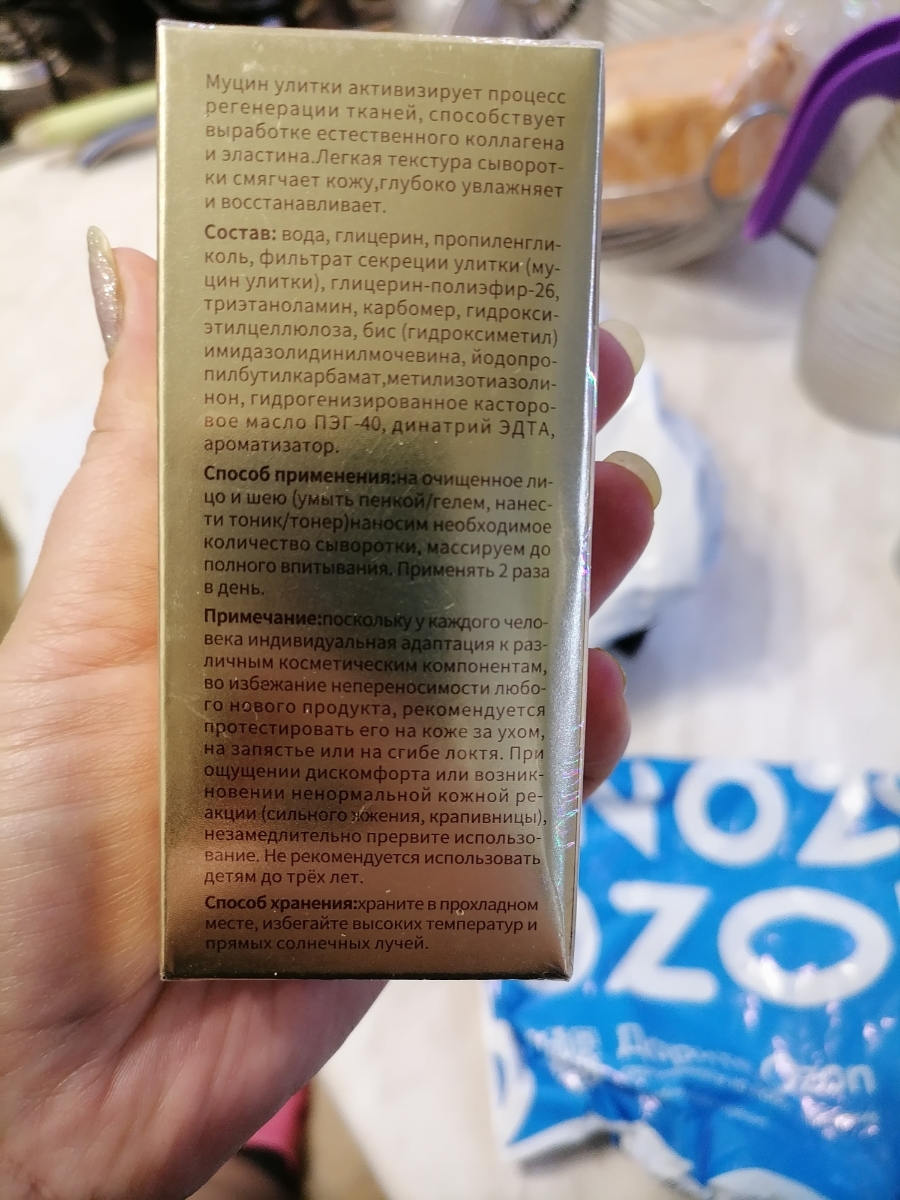 Муцин улитки активизирует процесс
регенерации тканей, способствует
выработке естественного коллагена
и эластина.Легкая текстура сыворот-
ки смягчает кожу,глубоко увлажняет
и восстанавливает.
Состав: вода, глицерин, пропиленгли-
коль, фильтрат секреции улитки (му-
цин улитки), глицерин-полиэфир-26,
триэтаноламин, карбомер, гидрокси-
этилцеллюлоза, бис (гидроксиметил)
имидазолидинилмочевина, йодопро-
пилбутилкарбамат,метилизотиазоли-
нон, гидрогенизированное касторо-
вое масло ПЭГ-40, динатрий ЭДТА,
ароматизатор.
Способ применения:на очищенное ли-
цо и шею (умыть пенкой/гелем, нанес-
ти тоник/тонер)наносим необходимое
количество сыворотки, массируем до
полного впитывания. Применять 2 раза
в день.
Примечание:поскольку у каждого чело-
века индивидуальная адаптация к раз-
личным косметическим компонентам,
во избежание непереносимости любо-
го нового продукта, рекомендуется
протестировать его на коже за ухом,
на запястье или на сгибе локтя. При
ощущении дискомфорта или возник-
новении ненормальной кожной ре-
акции (сильного жжения, крапивницы),
незамедлительно прервите использо-
вание. Не рекомендуется использовать
детям до трёх лет.
Способ хранения:храните в прохладном
месте, избегайте высоких температур и
прямых солнечных лучей.
OZO
ozon